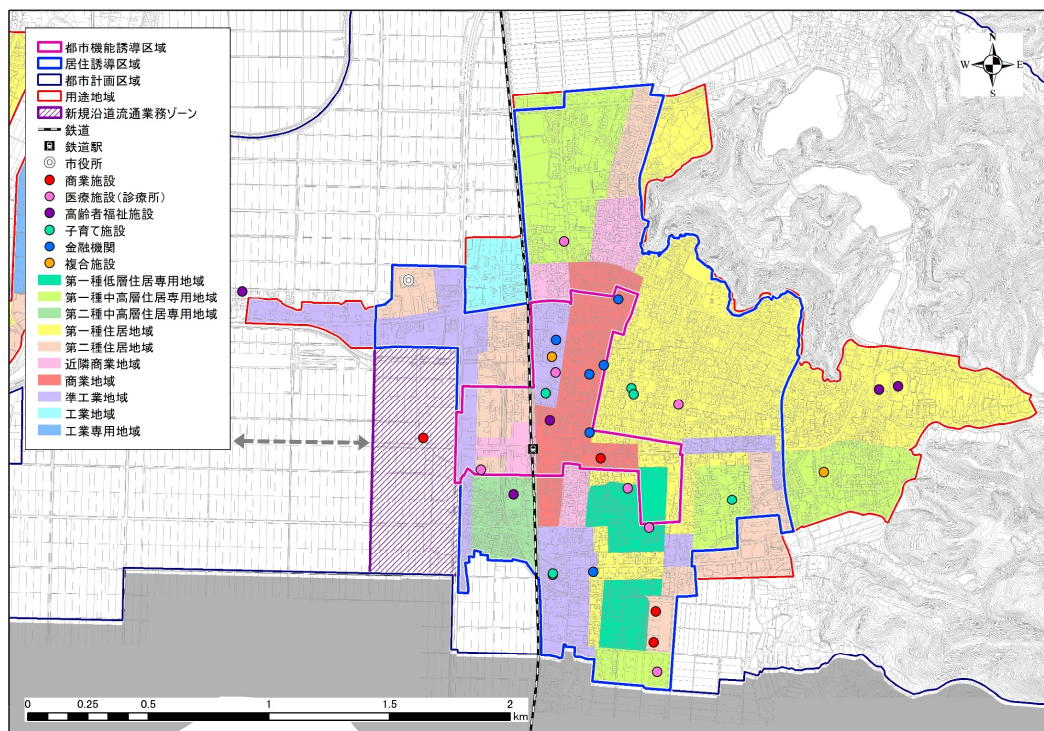 都市機能誘導区域
居住誘導区域
都市計画区域
用途地域
新規沿道流通業務ゾーン
鉄道
鉄道駅
市役所
商業施設
医療施設(診療所)
高齢者福祉施設
子育て施設
金融機関
複合施設
第一種低層住居専用地域
第一種中高層住居専用地域
第二種中高層住居専用地域
第一種住居地域
第二種住居地域
近隣商業地域
商業地域
準工業地域
工業地域
工業専用地域
N
W E
S
0 0.25 0.5 1 1.5 2
km